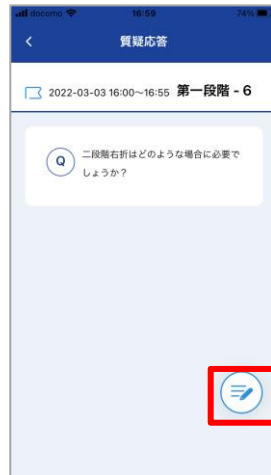 docomo 16:59 74%
質疑応答
2022-03-03 16:00~16:55 第一段階 - 6
Q 二段階右折はどのような場合に必要で
しょうか？